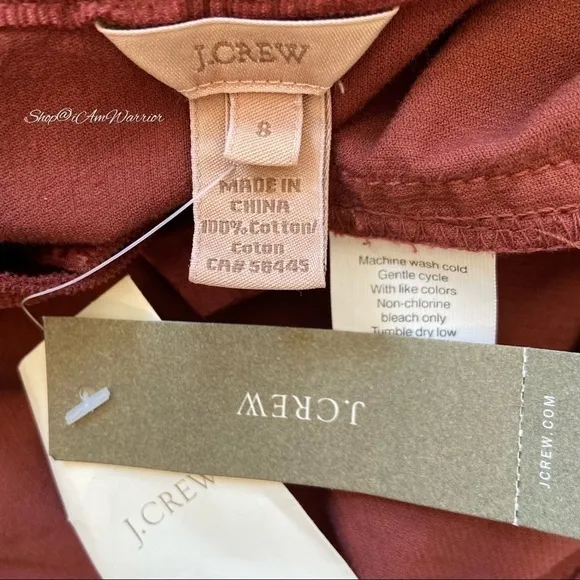 J.CREW
Shop@iAmWarrior
8
MADE IN
CHINA
100% Cotton/
Coton
CA# 56445
Machine wash cold
Gentle cycle
With like colors
Non-chlorine
bleach only
Tumble dry low
J.CREW
JCREW.COM
J.CREW